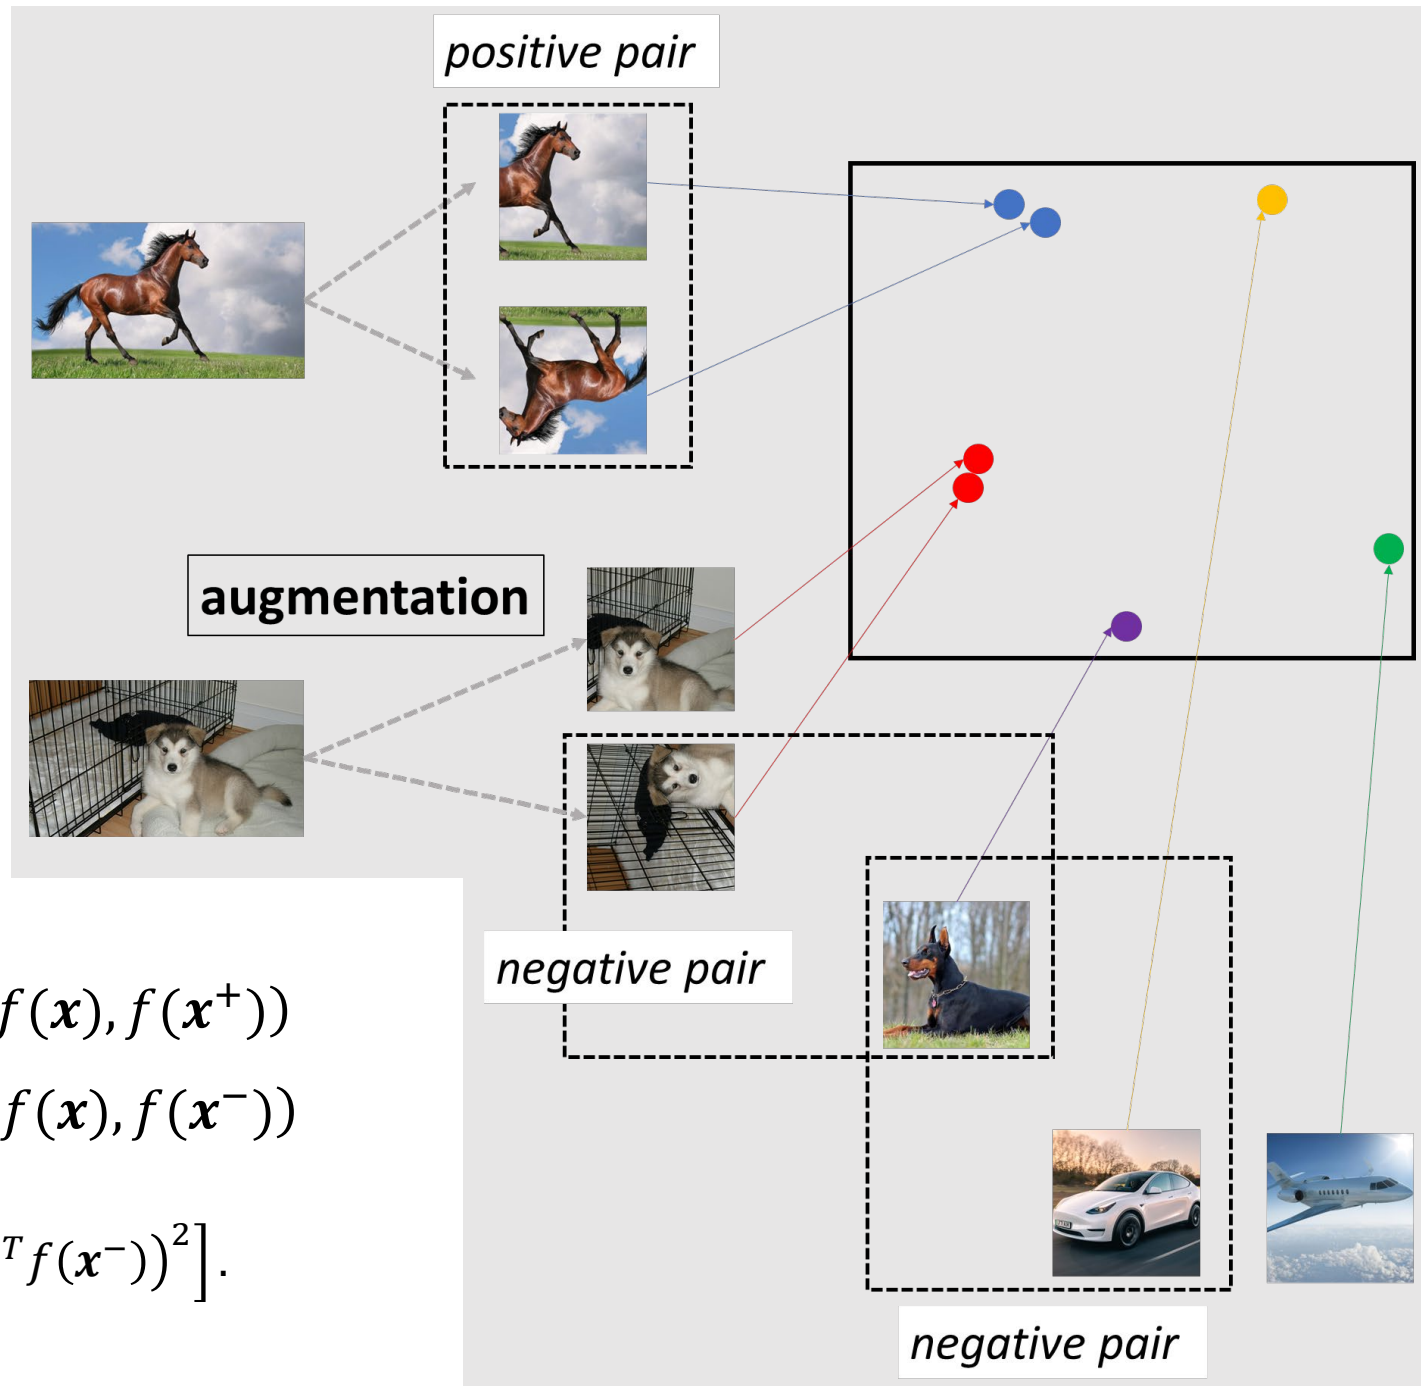 positive pair
augmentation
negative pair
f(x), f(x⁺))
f(x), f(x⁻))
ᵀf(x⁻))²].
negative pair